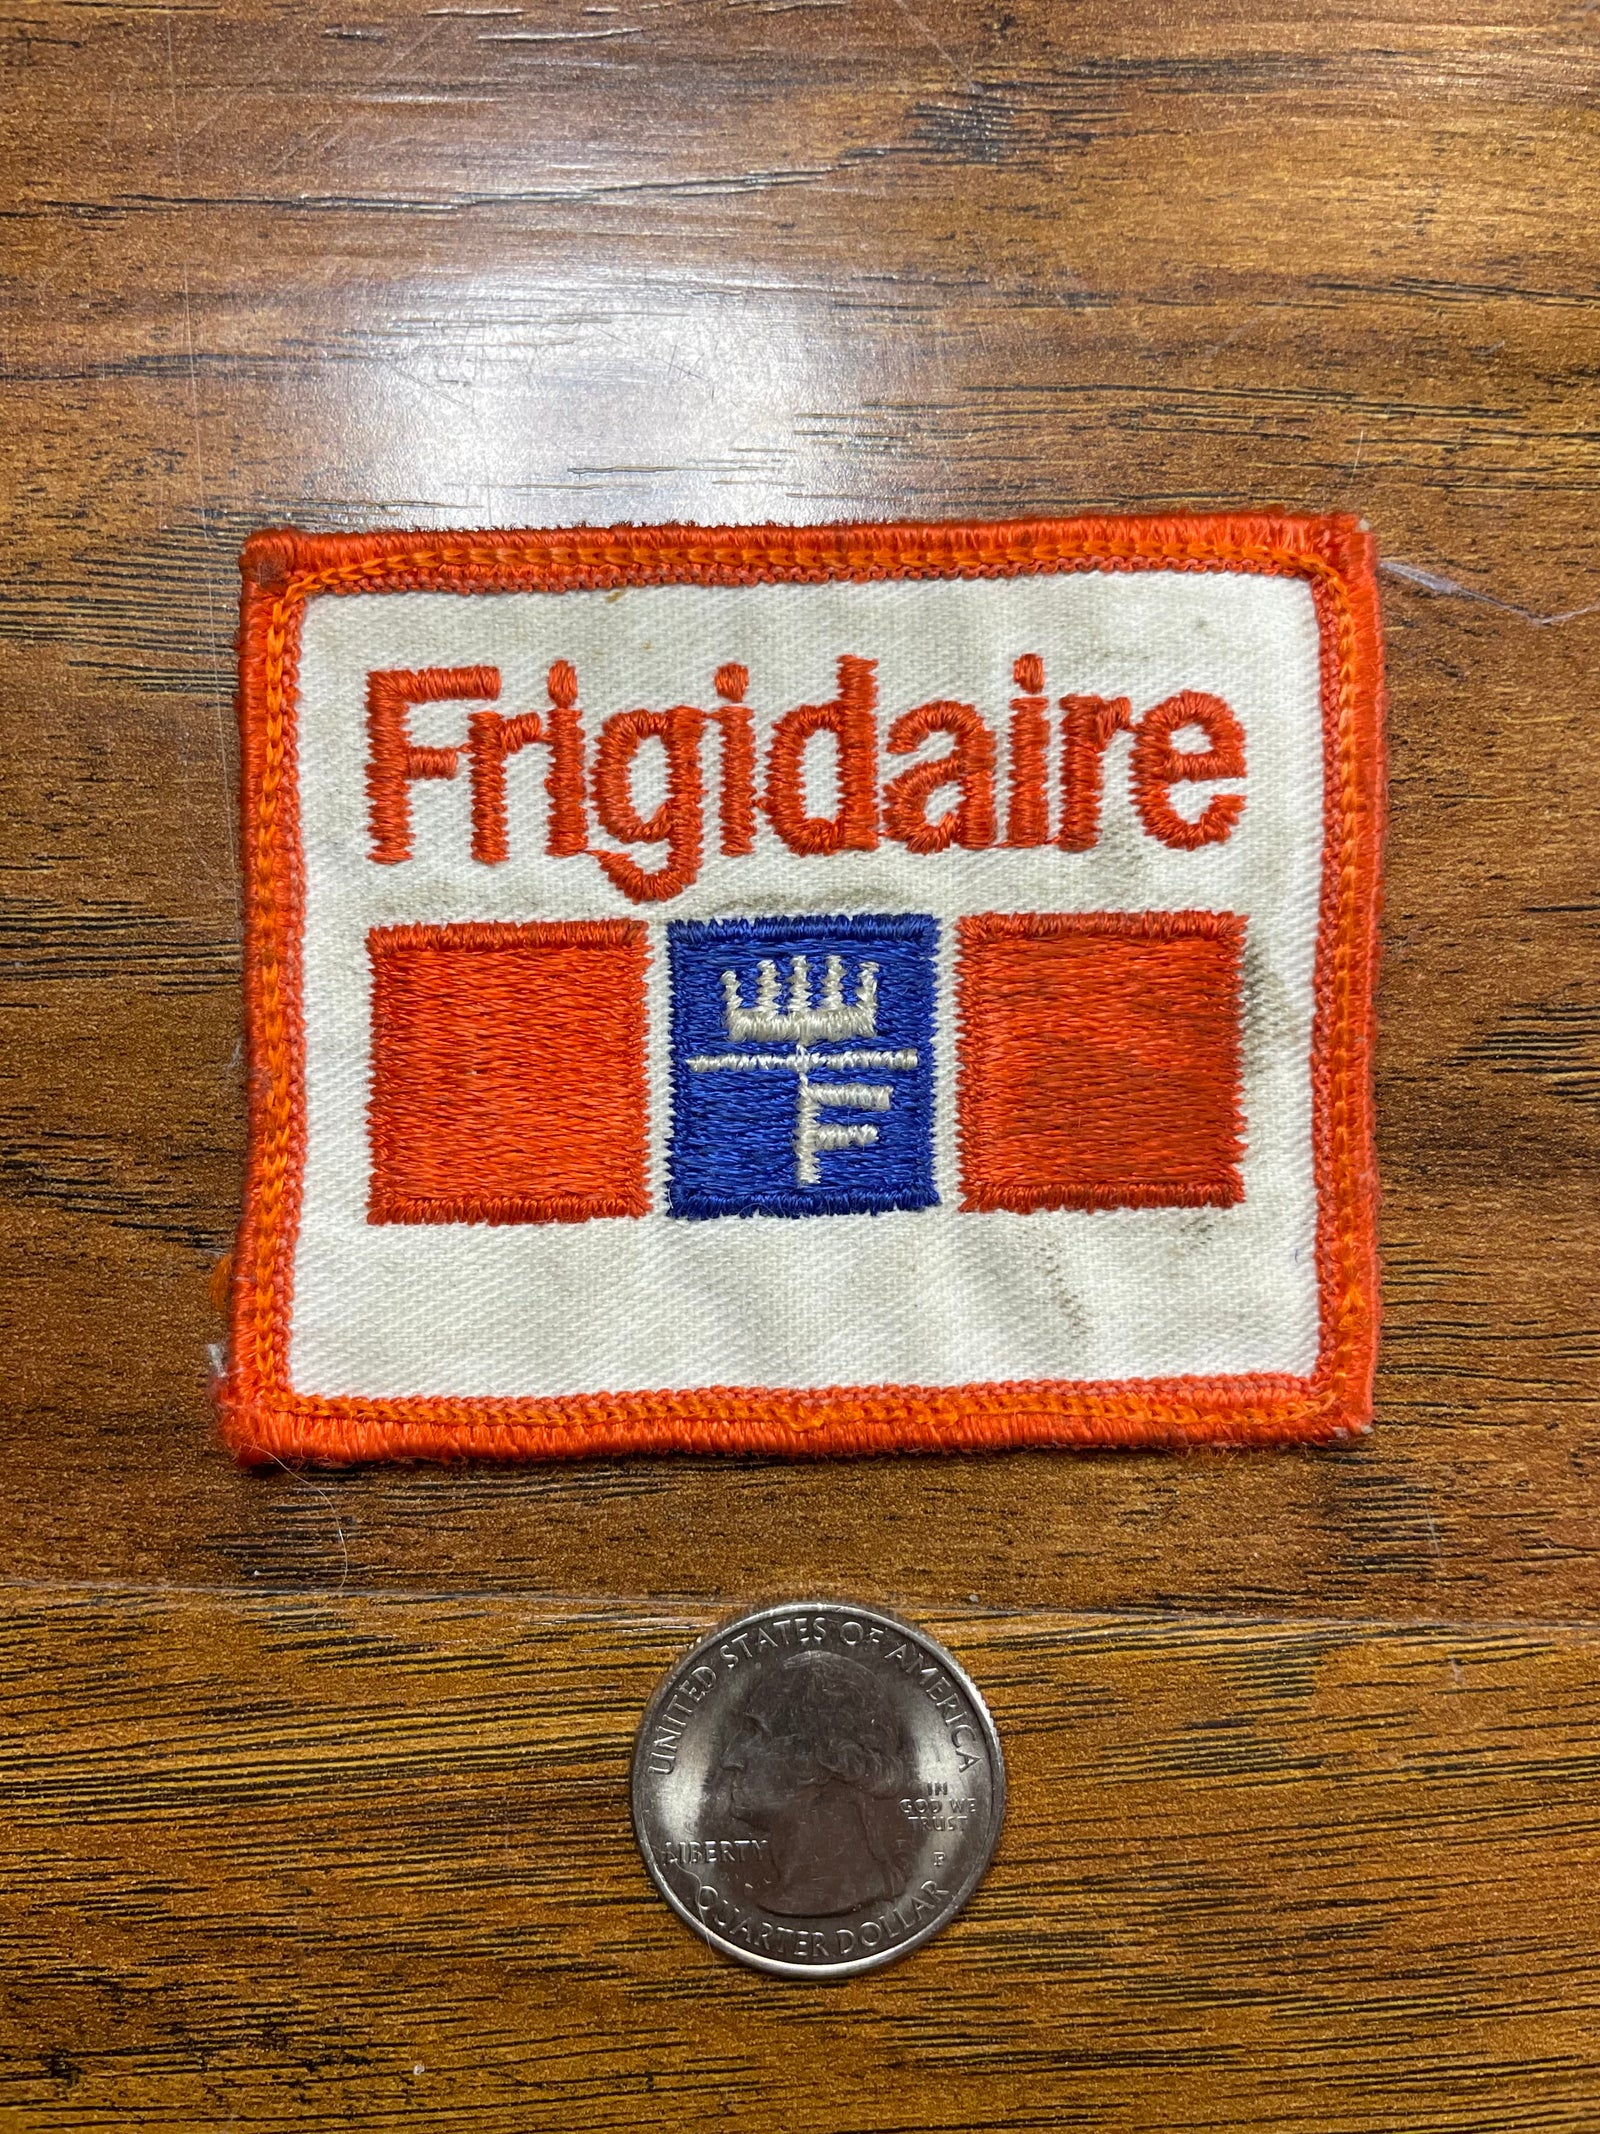 Frigidaire
F
UNITED STATES OF AMERICA
IN
GOD WE
TRUST
LIBERTY
P
QUARTER DOLLAR